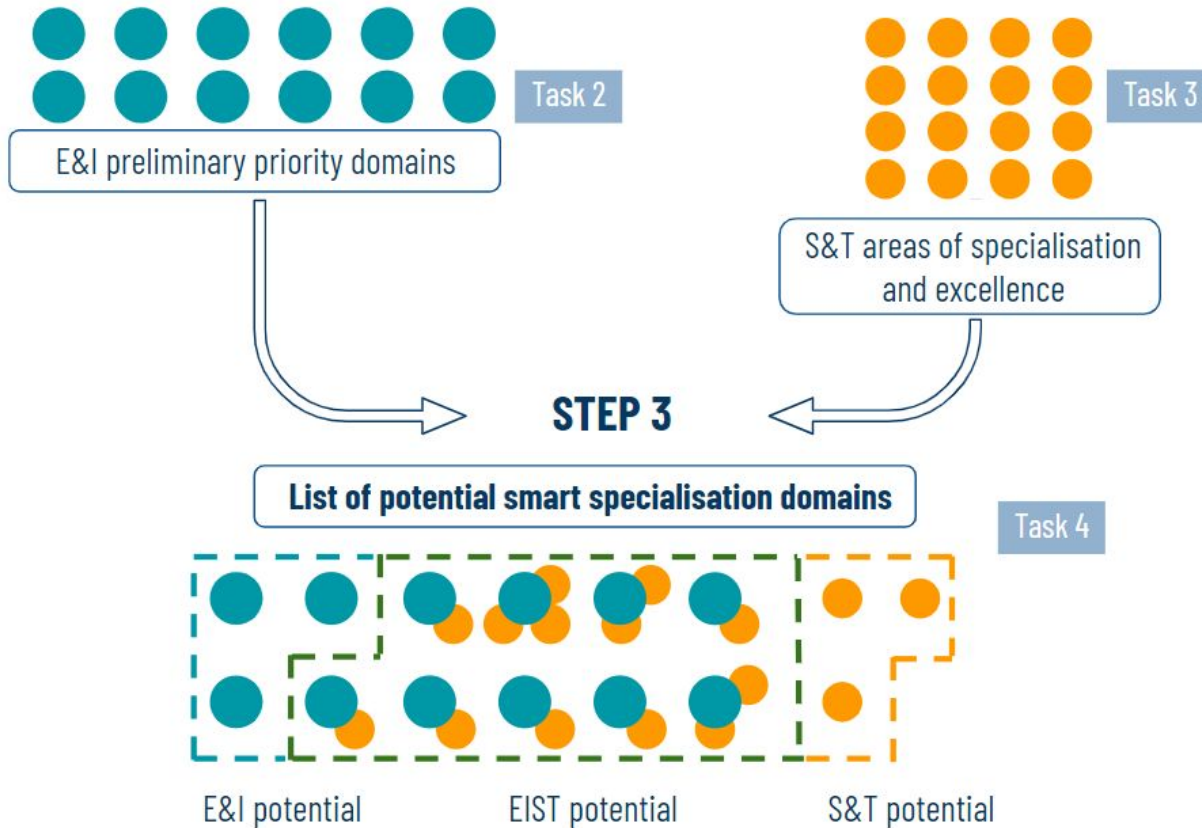 Task 2
Task 3
E&I preliminary priority domains
S&T areas of specialisation
and excellence
STEP 3
List of potential smart specialisation domains
Task 4
E&I potential
EIST potential
S&T potential